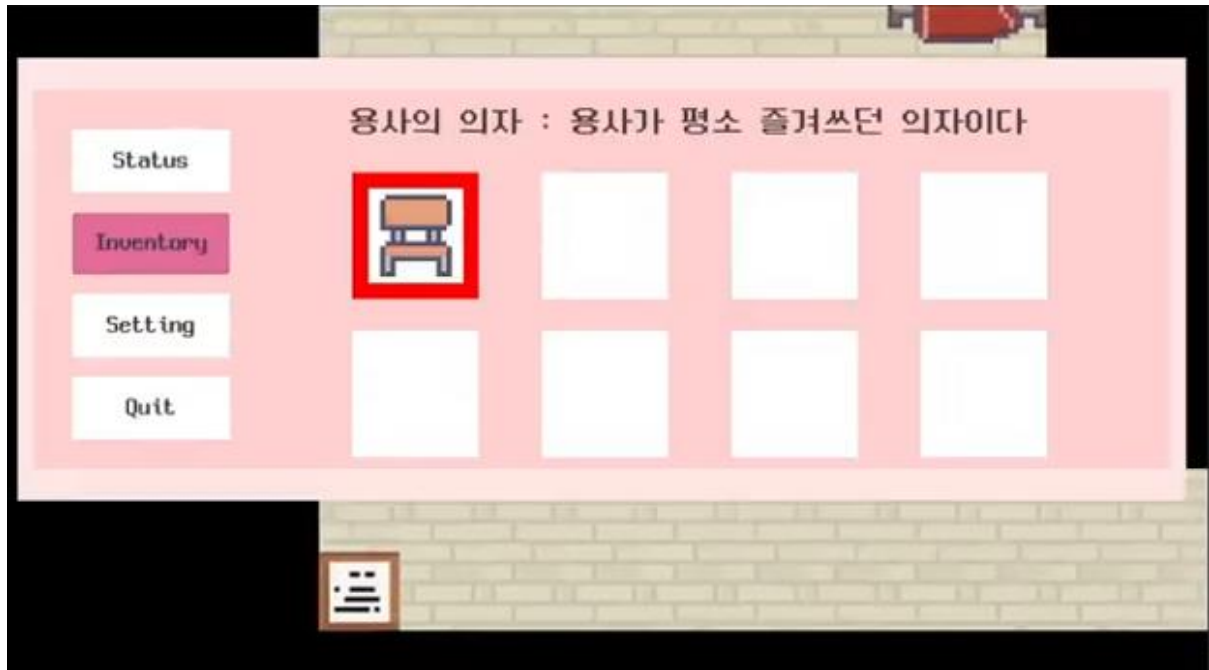 용사의 의자 : 용사가 평소 즐겨쓰던 의자이다
Status
Inventory
Setting
Quit